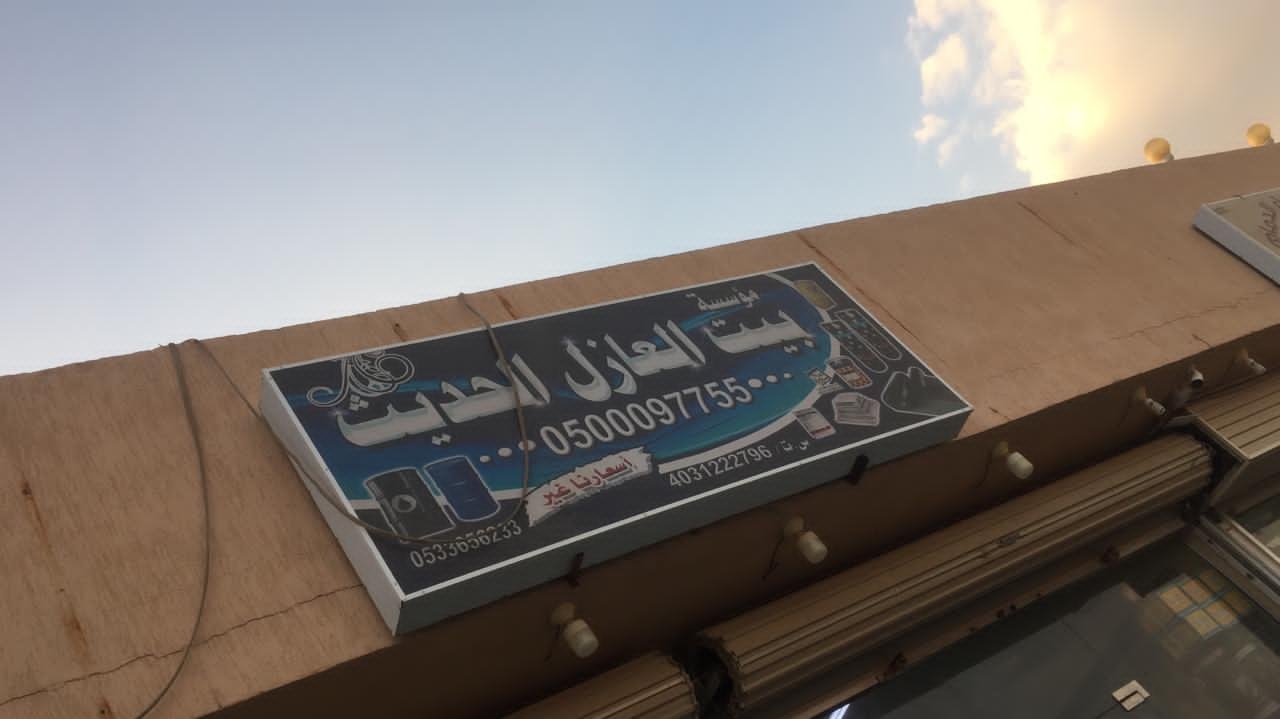 مؤسسة
بيت العازل الحديث
0500097755
أسعارنا غير
س.ت / 4031222796
0533656233